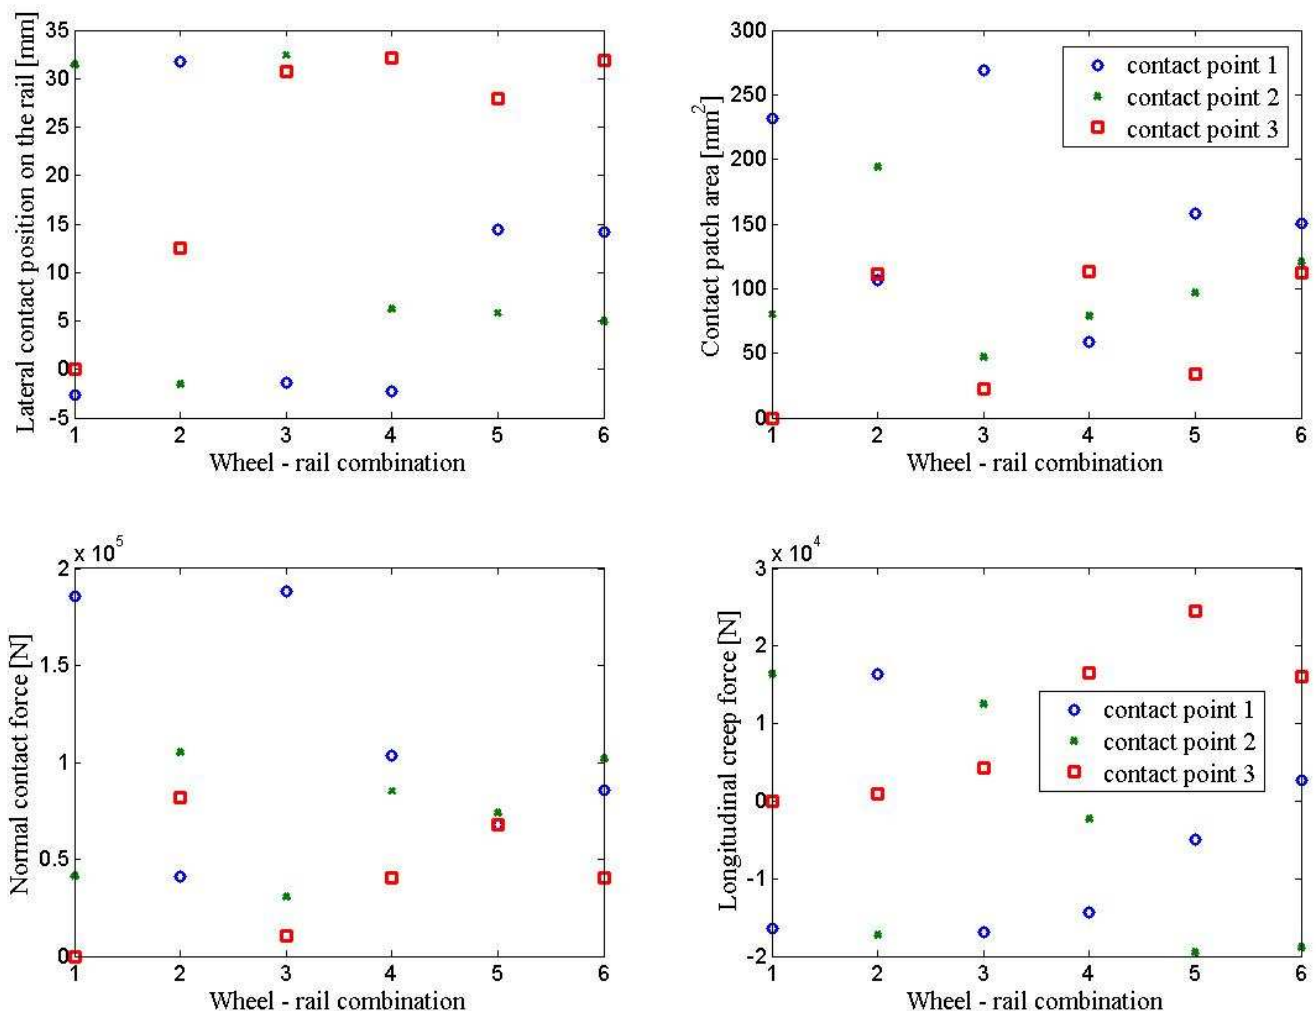 35
30
25
20
15
10
5
0
-5
1 2 3 4 5 6
Lateral contact position on the rail [mm]
Wheel - rail combination
300
250
200
150
100
50
0
1 2 3 4 5 6
Contact patch area [mm²]
Wheel - rail combination
contact point 1
contact point 2
contact point 3
x 10⁵
2
1.5
1
0.5
0
1 2 3 4 5 6
Normal contact force [N]
Wheel - rail combination
x 10⁴
3
2
1
0
-1
-2
1 2 3 4 5 6
Longitudinal creep force [N]
Wheel - rail combination
contact point 1
contact point 2
contact point 3